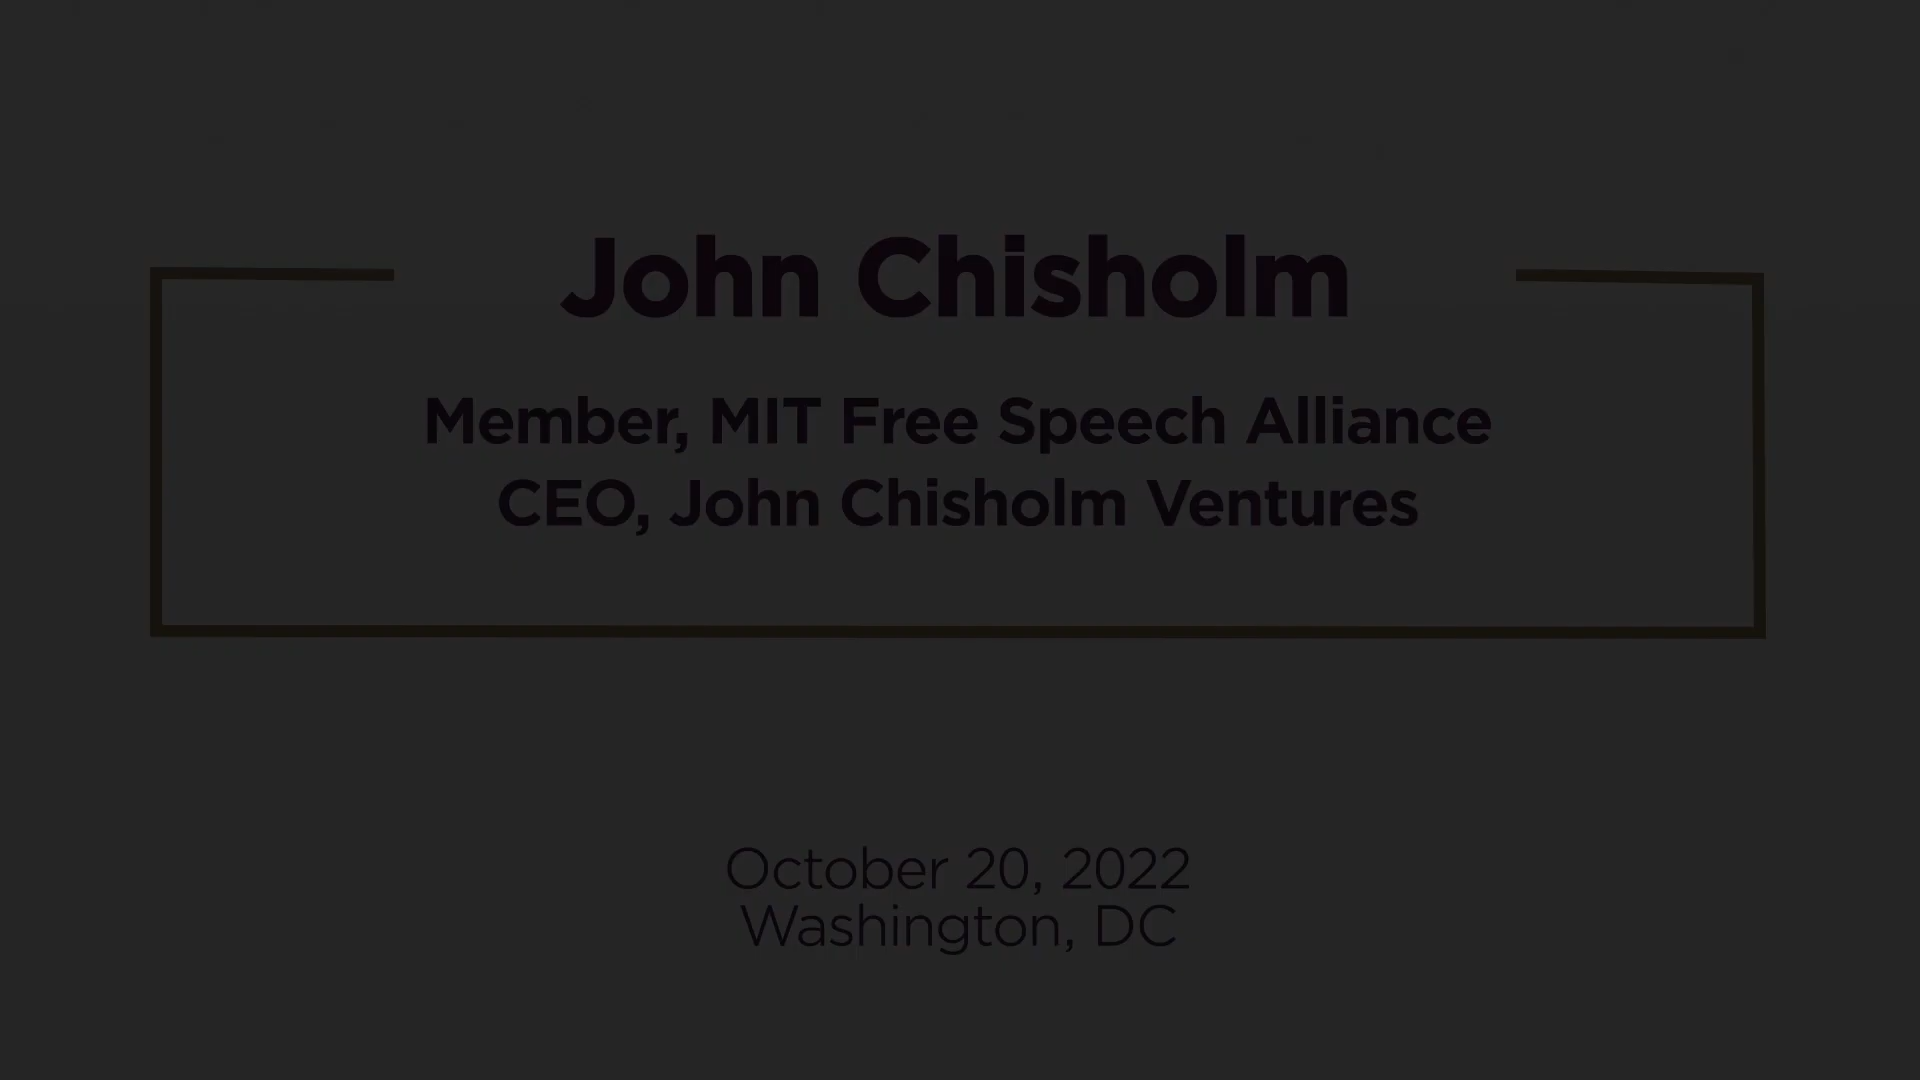 John Chisholm
Member, MIT Free Speech Alliance
CEO, John Chisholm Ventures
October 20, 2022
Washington, DC